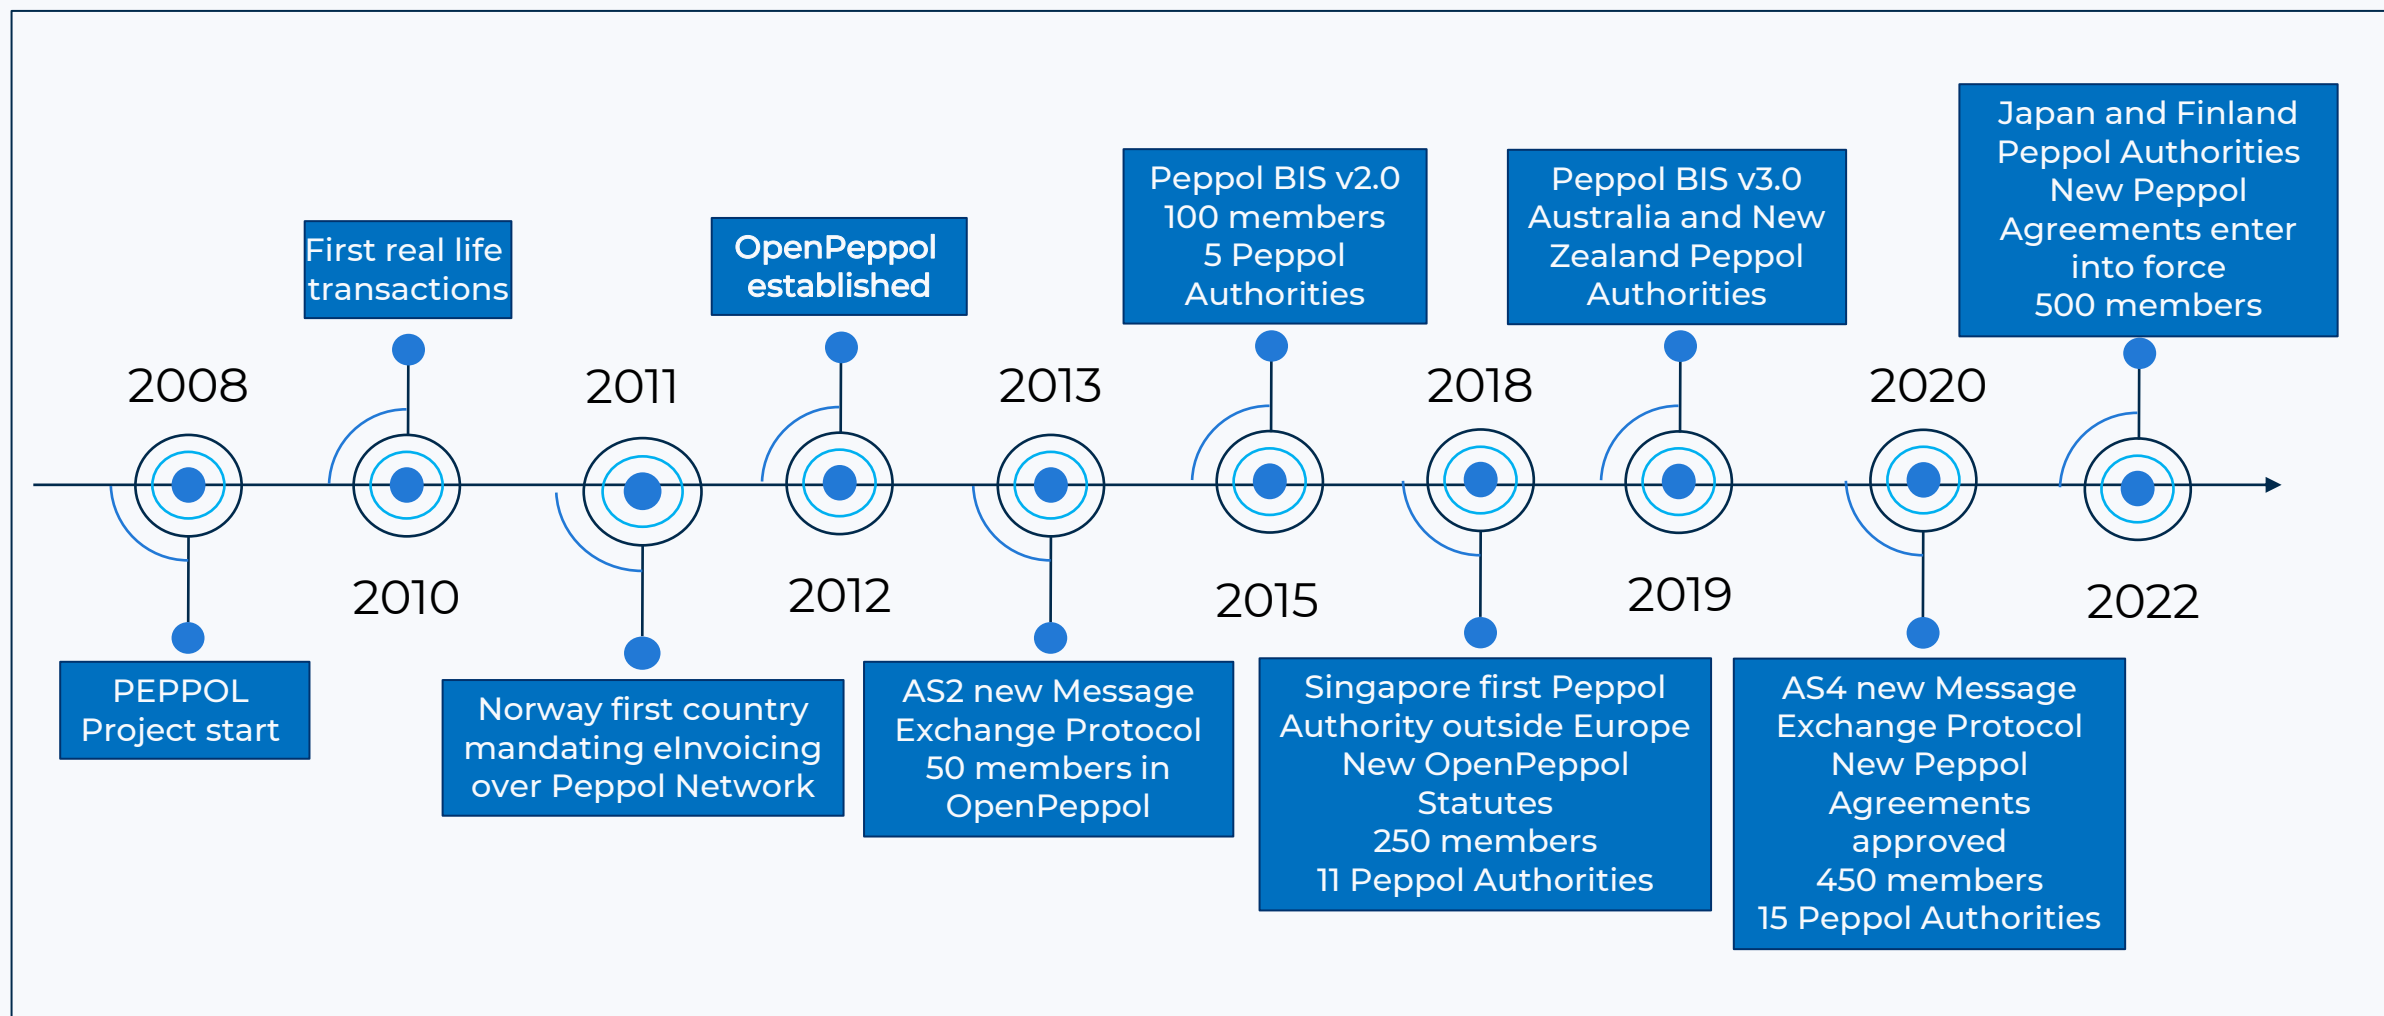 2008
PEPPOL
Project start
First real life
transactions
2010
2011
Norway first country
mandating eInvoicing
over Peppol Network
OpenPeppol
established
2012
2013
AS2 new Message
Exchange Protocol
50 members in
OpenPeppol
Peppol BIS v2.0
100 members
5 Peppol
Authorities
2015
2018
Singapore first Peppol
Authority outside Europe
New OpenPeppol
Statutes
250 members
11 Peppol Authorities
Peppol BIS v3.0
Australia and New
Zealand Peppol
Authorities
2019
2020
AS4 new Message
Exchange Protocol
New Peppol
Agreements
approved
450 members
15 Peppol Authorities
Japan and Finland
Peppol Authorities
New Peppol
Agreements enter
into force
500 members
2022